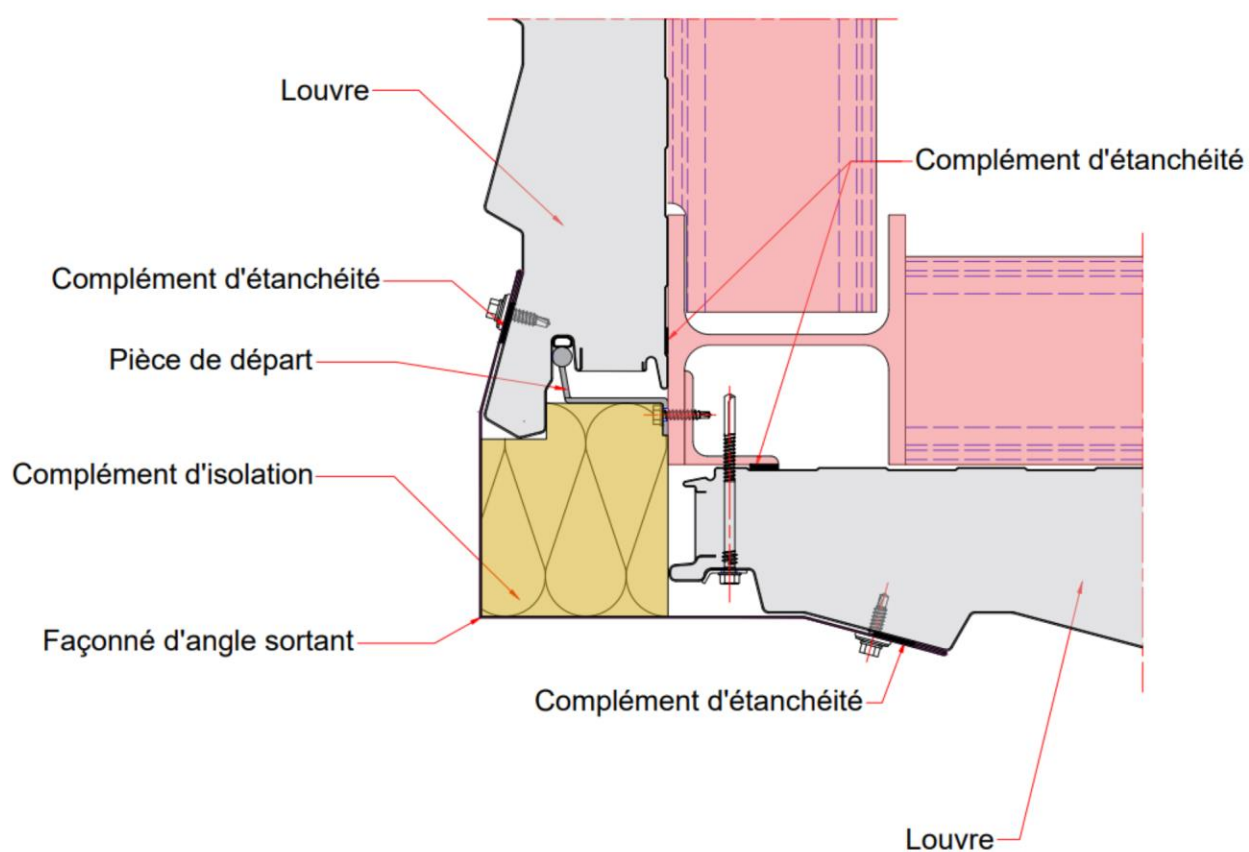 Louvre
Complément d'étanchéité
Complément d'étanchéité
Pièce de départ
Complément d'isolation
Façonné d'angle sortant
Complément d'étanchéité
Louvre